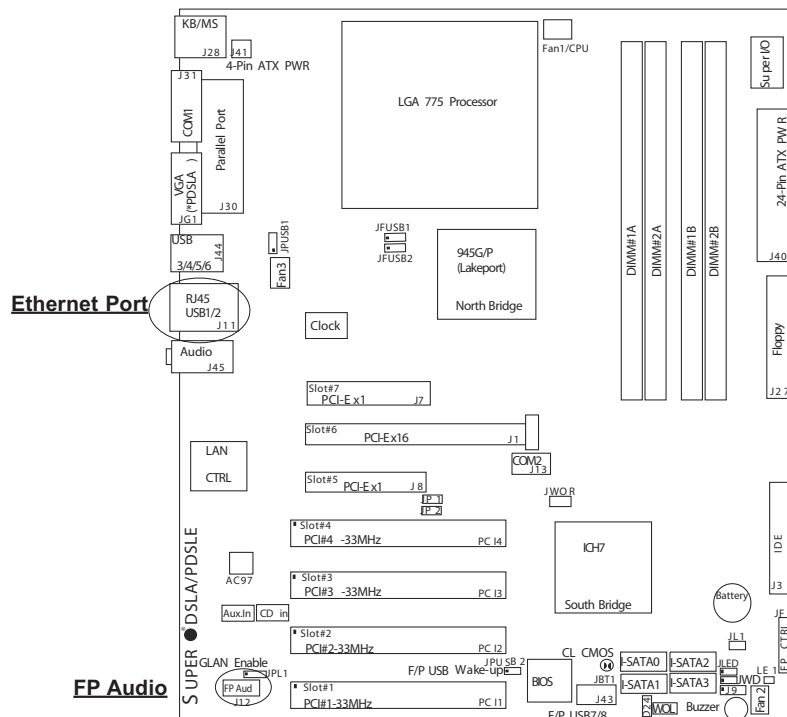 KB/MS
J28
J41
4-Pin ATX PWR
Fan1/CPU
Super I/O
LGA 775 Processor
J31
COM1
Parallel Port
J30
VGA
(*PDSLA )
JG1
24-Pin ATX PWR
J40
USB
3/4/5/6
J44
JPUSB1
Fan3
JFUSB1
JFUSB2
945G/P
(Lakeport)
North Bridge
DIMM#1A
DIMM#2A
DIMM#1B
DIMM#2B
Ethernet Port
RJ45
USB1/2
J11
Clock
Floppy
J27
Audio
J45
Slot#7
PCI-E x1
J7
Slot#6
PCI-Ex16
J1
LAN
CTRL
COM2
J13
Slot#5
PCI-Ex1
J8
JP1
JP2
JWOR
IDE
J3
Slot#4
PCI#4 -33MHz
PCI4
ICH7
South Bridge
AC97
Slot#3
PCI#3 -33MHz
PCI3
Battery
Aux.In
CD in
SUPER ® DSLA/PDSLE
Slot#2
PCI#2-33MHz
PCI2
JL1
JF
FP CTRL
GLAN Enable
JPL1
F/P USB Wake-up
JPUSB2
CL CMOS
JBT1
BIOS
I-SATA0
I-SATA2
I-SATA1
I-SATA3
JLED
JWD
J9
LE1
Fan2
FP Audio
FP Aud
J12
Slot#1
PCI#1-33MHz
PCI1
J43
F/P USB7/8
D24
WOL
Buzzer